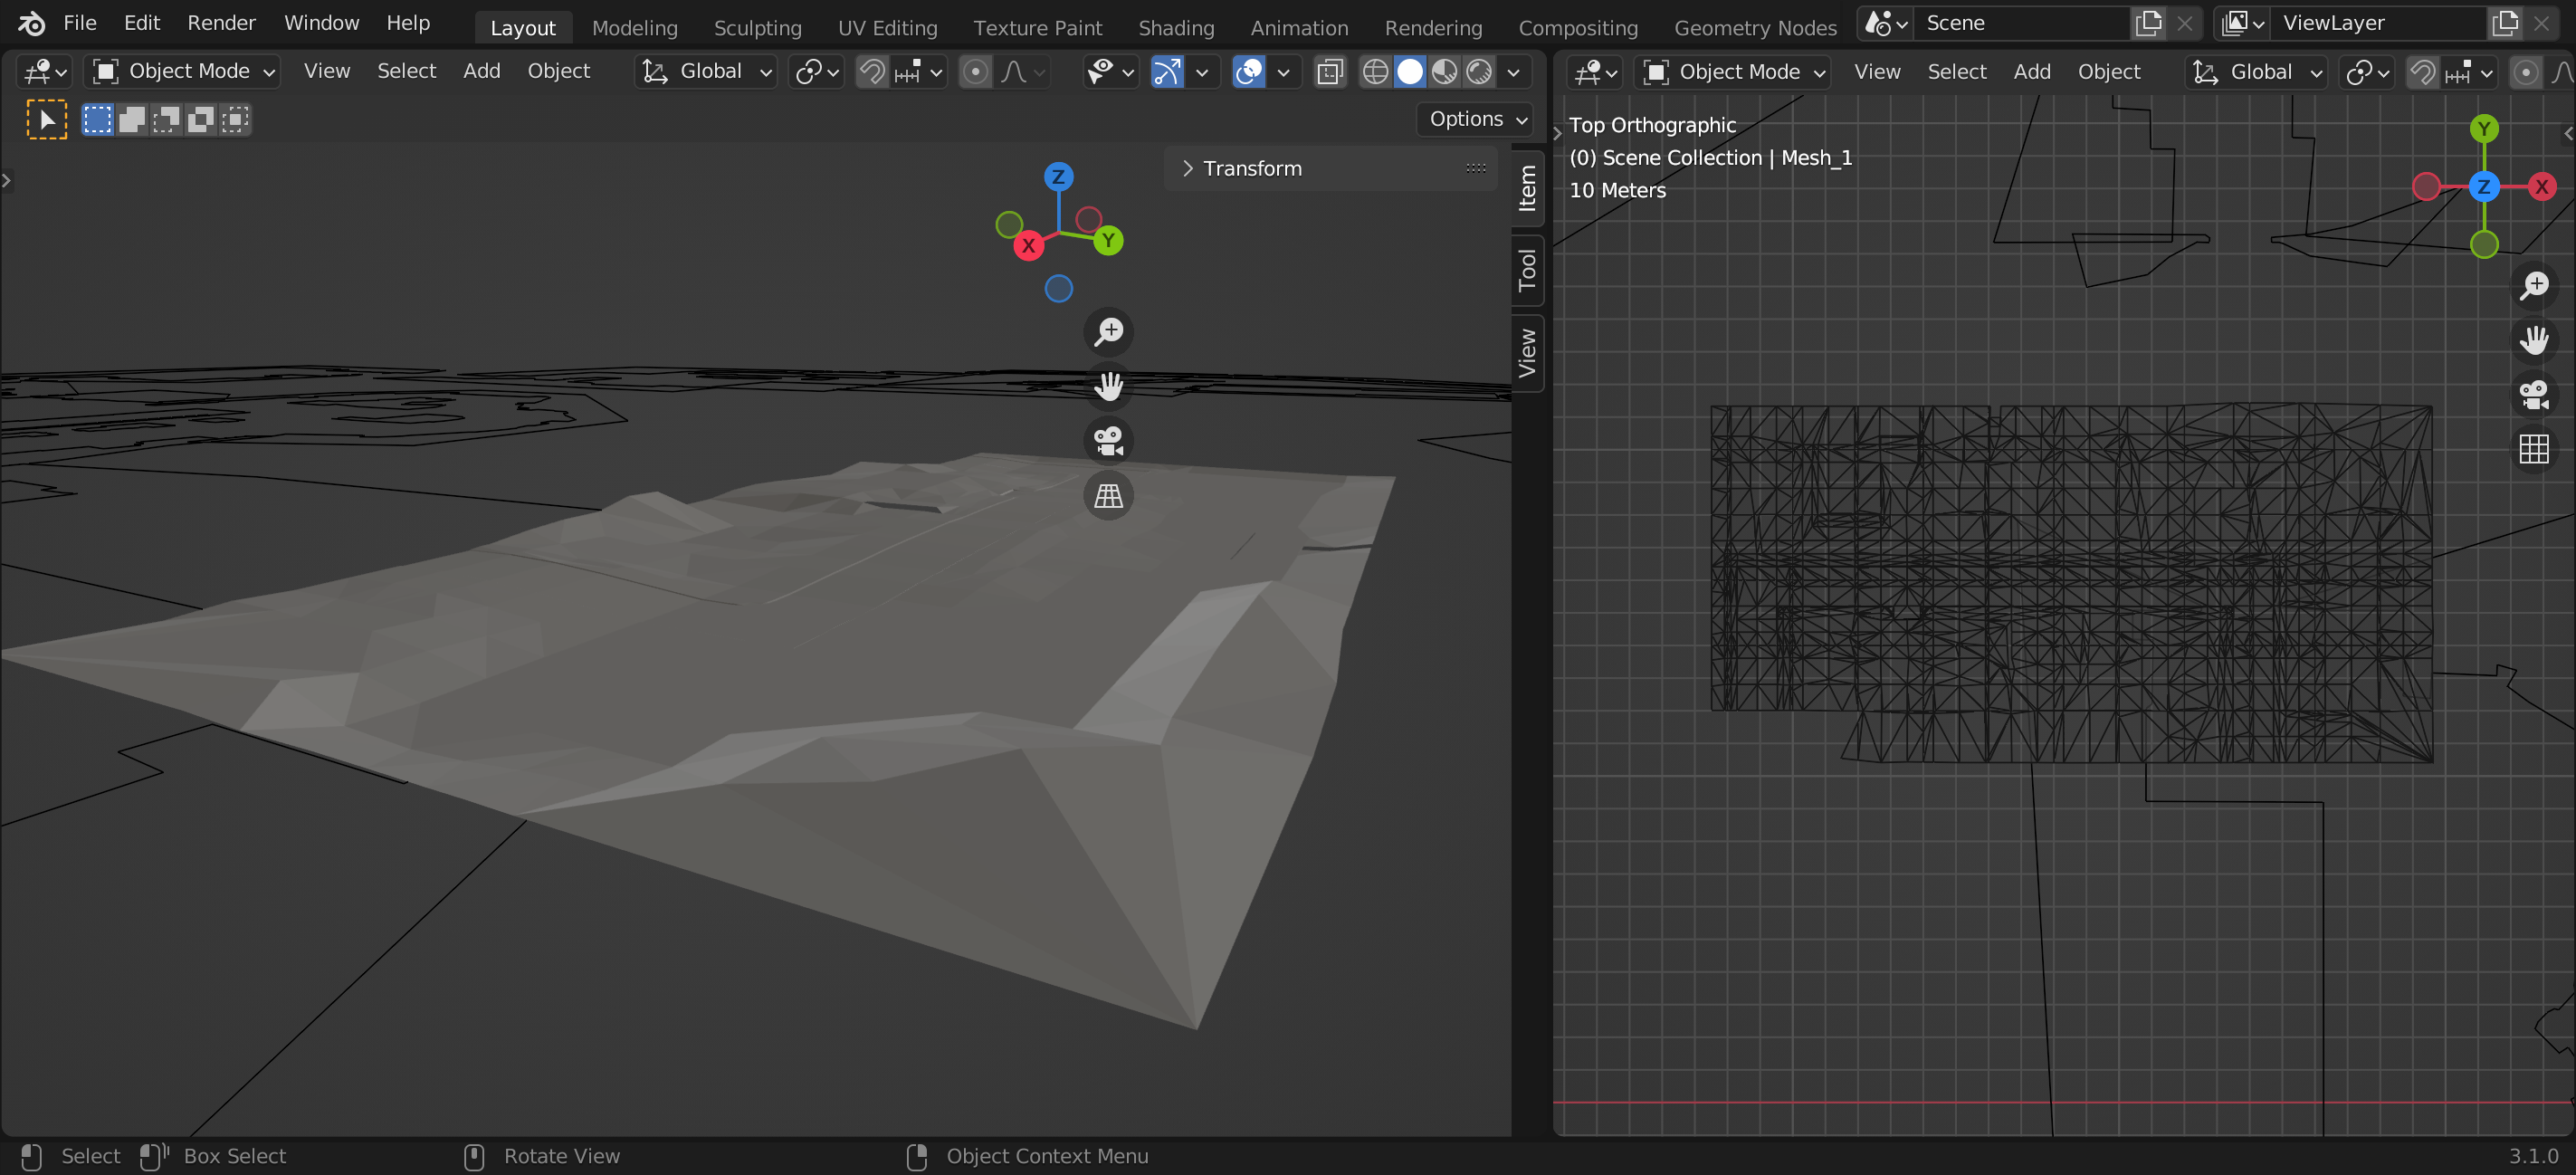 File Edit Render Window Help Layout Modeling Sculpting UV Editing Texture Paint Shading Animation Rendering Compositing Geometry Nodes Scene ViewLayer
Object Mode View Select Add Object Global
Object Mode View Select Add Object Global
Options
Transform
Item
Tool
View
Z
X
Y
Top Orthographic
(0) Scene Collection | Mesh_1
10 Meters
Y
Z
X
Select Box Select Rotate View Object Context Menu 3.1.0